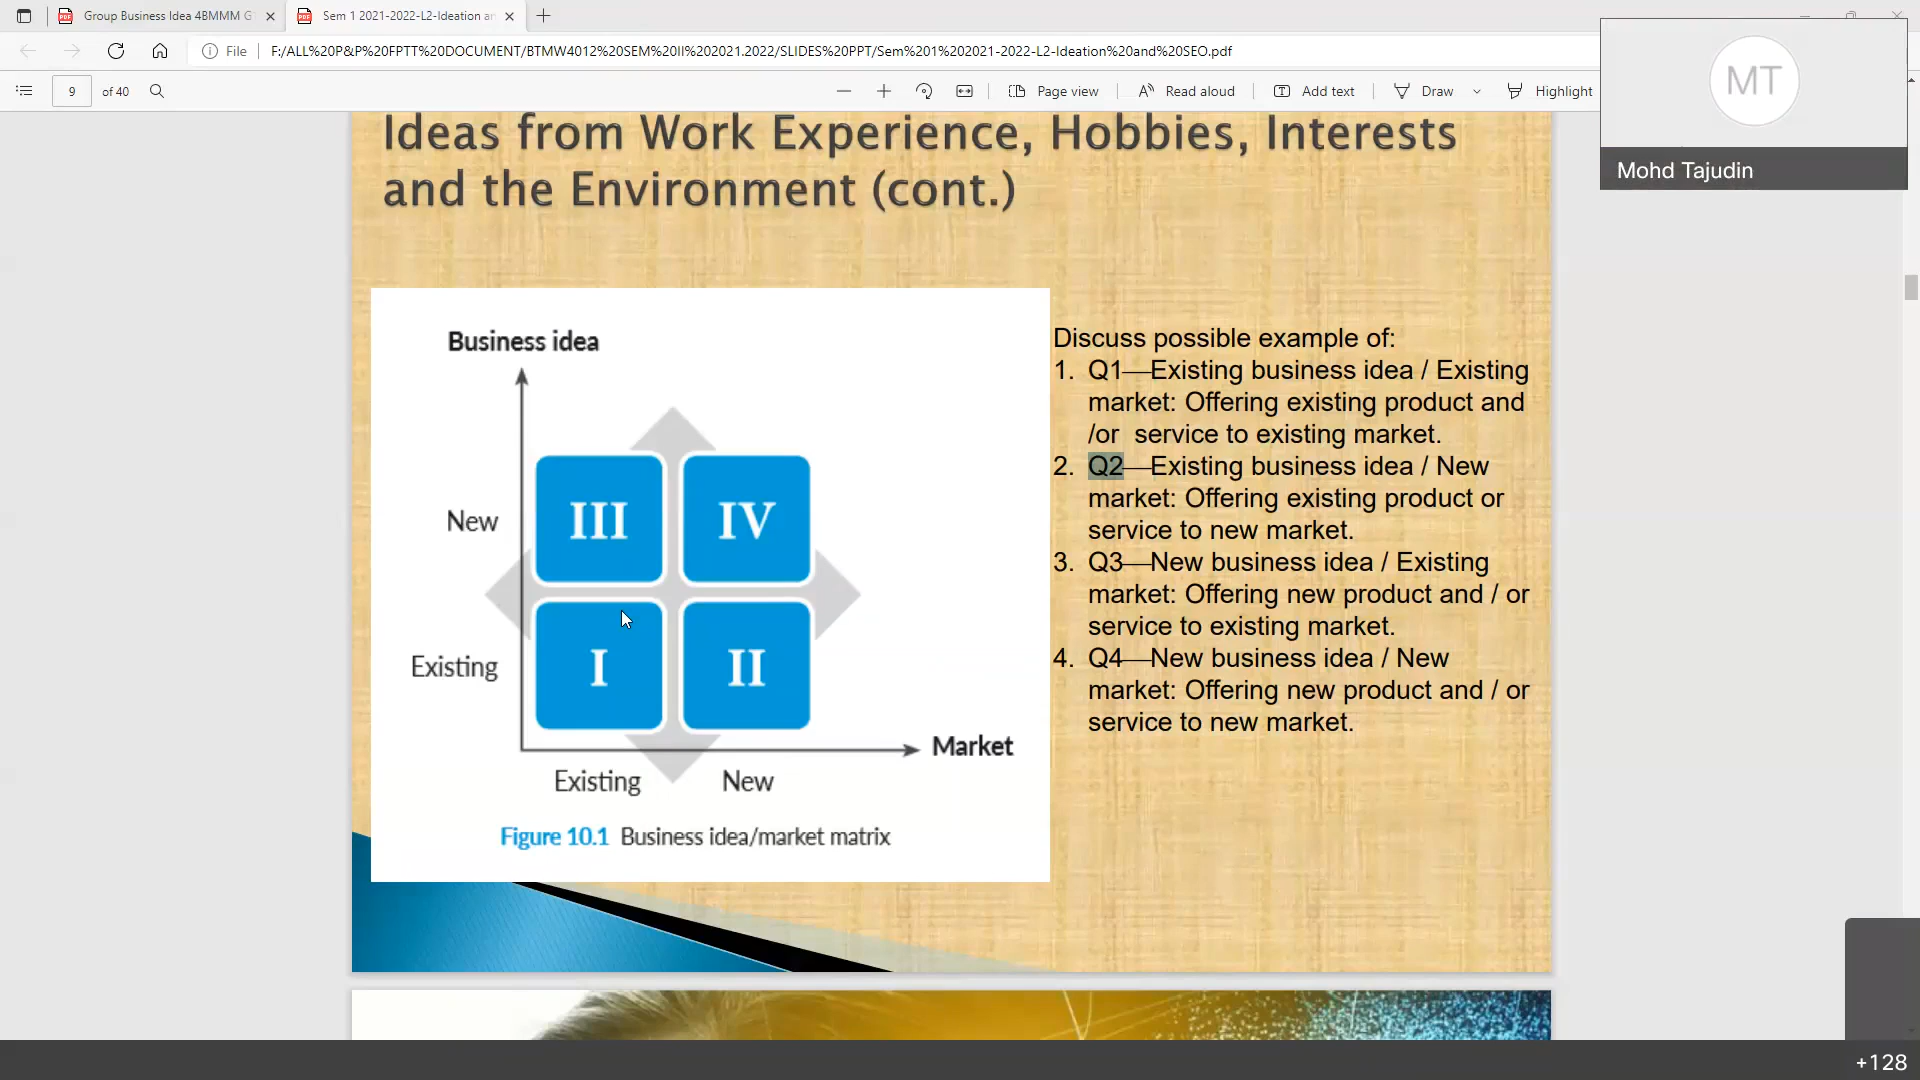 Group Business Idea 4BMMM G
Sem 1 2021-2022-L2-Ideation an
File
F:/ALL%20P&P%20FPTT%20DOCUMENT/BTMW4012%20SEM%20II%202021.2022/SLIDES%20PPT/Sem%201%202021-2022-L2-Ideation%20and%20SEO.pdf
9 of 40
Page view
Read aloud
Add text
Draw
Highlight
MT
Mohd Tajudin
Ideas from Work Experience, Hobbies, Interests
and the Environment (cont.)
Business idea
New
Existing
III
IV
I
II
Market
Existing
New
Figure 10.1 Business idea/market matrix
Discuss possible example of:
1. Q1—Existing business idea / Existing
market: Offering existing product and
/or service to existing market.
2. Q2—Existing business idea / New
market: Offering existing product or
service to new market.
3. Q3—New business idea / Existing
market: Offering new product and / or
service to existing market.
4. Q4—New business idea / New
market: Offering new product and / or
service to new market.
+128